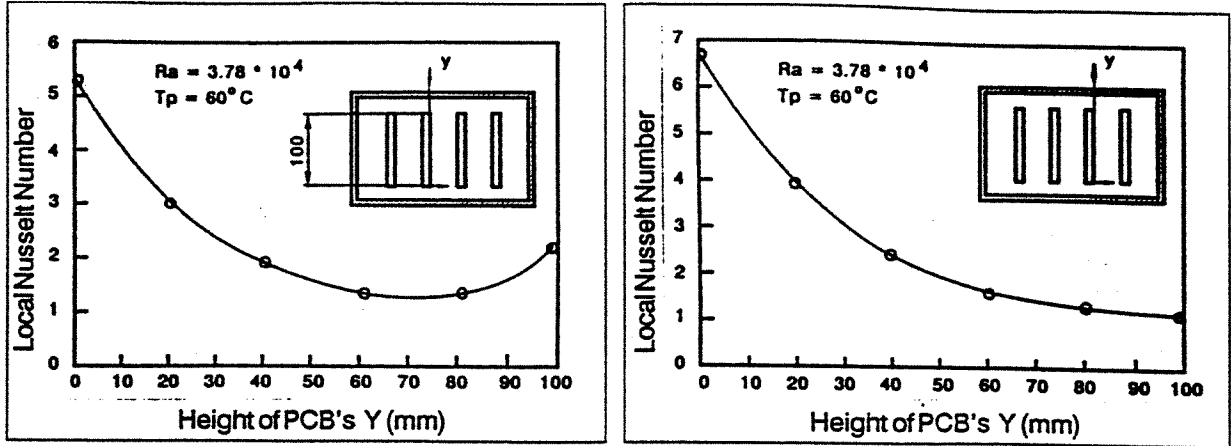 6
5
4
3
2
1
0
Local Nusselt Number
Ra = 3.78 * 10⁴
Tp = 60°C
y
100
0 10 20 30 40 50 60 70 80 90 100
Height of PCB's Y (mm)
7
6
5
4
3
2
1
0
Local Nusselt Number
Ra = 3.78 * 10⁴
Tp = 60°C
y
0 10 20 30 40 50 60 70 80 90 100
Height of PCB's Y (mm)